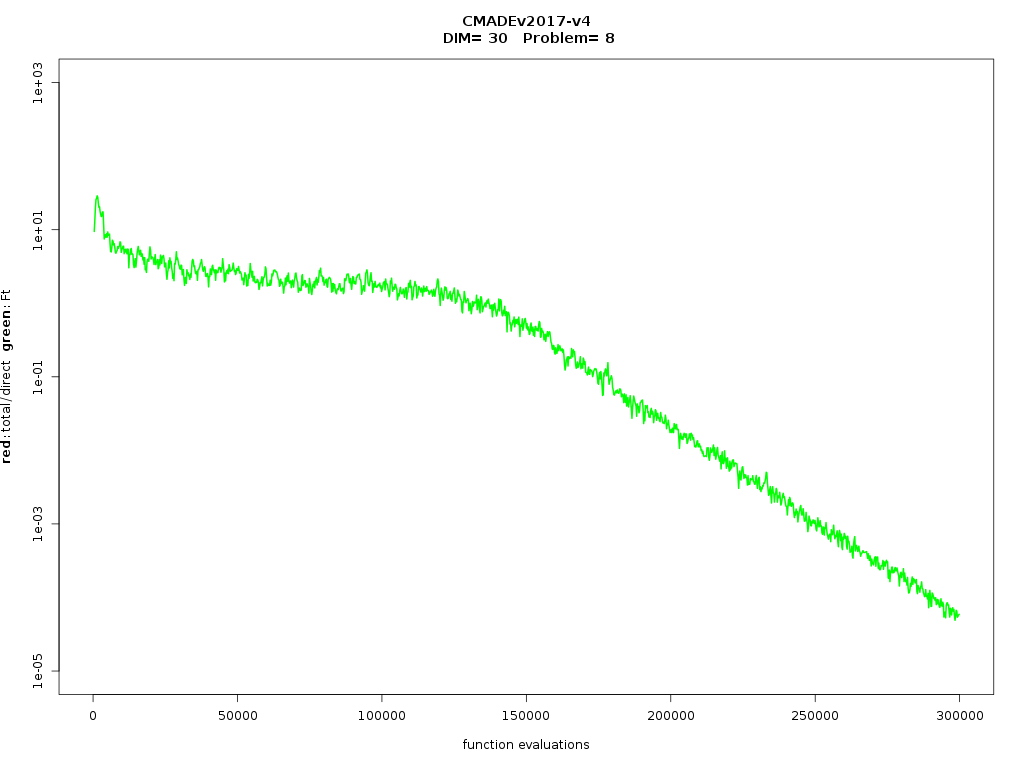 CMADEv2017-v4
DIM= 30 Problem= 8
1e+03
1e+01
1e-01
1e-03
1e-05
red: total/direct green: Ft
0 50000 100000 150000 200000 250000 300000
function evaluations